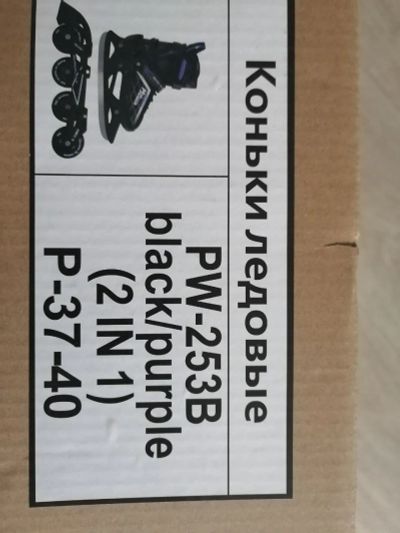 Коньки ледовые
PW-253B
black/purple
(2 IN 1)
Р-37-40